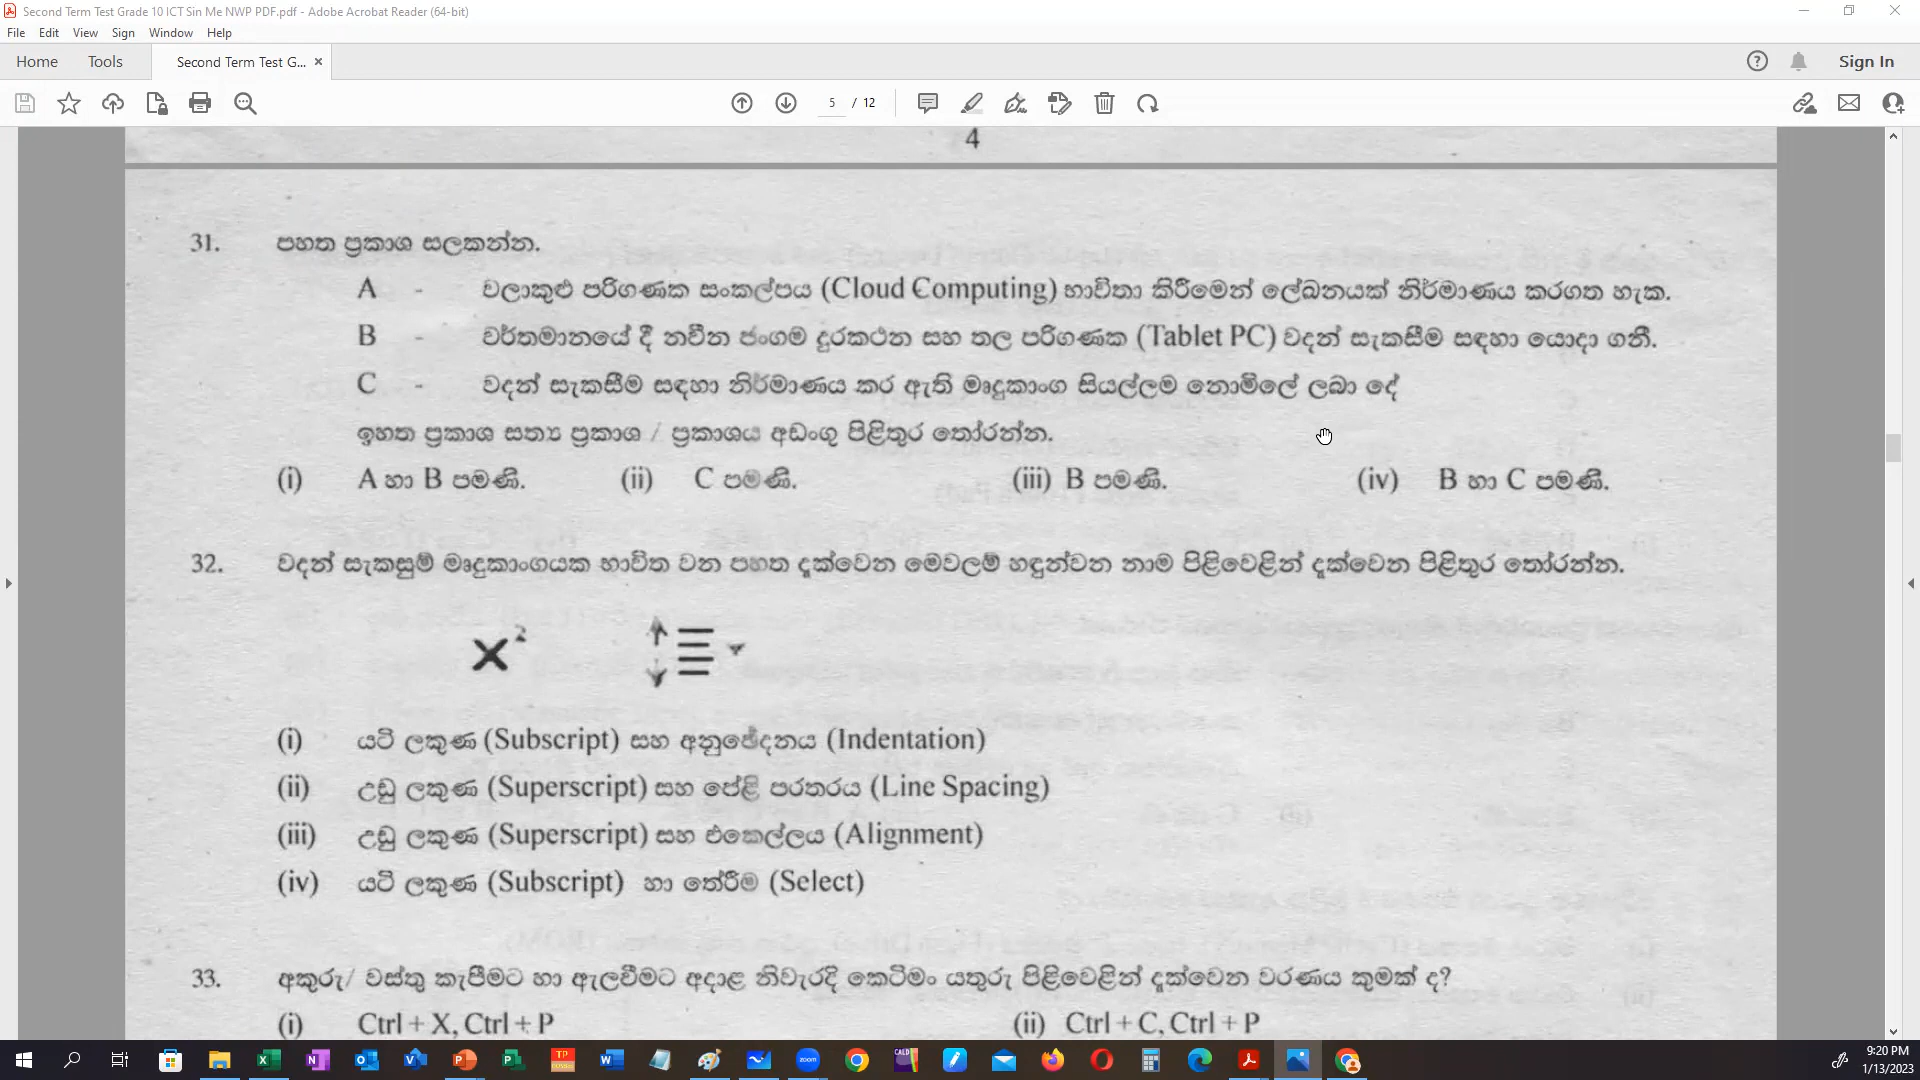 Second Term Test Grade 10 ICT Sin Me NWP PDF.pdf - Adobe Acrobat Reader (64-bit)
File Edit View Sign Window Help
Home Tools Second Term Test G... × Sign In
5 / 12
4
31. පහත ප්‍රකාශ සලකන්න.
A - වලාකුළු පරිගණක සංකල්පය (Cloud Computing) භාවිතා කිරීමෙන් ලේඛනයක් නිර්මාණය කරගත හැක.
B - වර්තමානයේ දී නවීන ජංගම දුරකථන සහ තල පරිගණක (Tablet PC) වදන් සැකසීම සඳහා යොදා ගනී.
C - වදන් සැකසීම සඳහා නිර්මාණය කර ඇති මෘදුකාංග සියල්ලම නොමිලේ ලබා දේ
ඉහත ප්‍රකාශ සත්‍ය ප්‍රකාශ / ප්‍රකාශය අඩංගු පිළිතුර තෝරන්න.
(i) A හා B පමණි. (ii) C පමණි. (iii) B පමණි. (iv) B හා C පමණි.
32. වදන් සැකසුම් මෘදුකාංගයක භාවිත වන පහත දැක්වෙන මෙවලම් හඳුන්වන නාම පිළිවෙළින් දැක්වෙන පිළිතුර තෝරන්න.
X²
(i) යටි ලකුණ (Subscript) සහ අනුඡේදනය (Indentation)
(ii) උඩු ලකුණ (Superscript) සහ පේළි පරතරය (Line Spacing)
(iii) උඩු ලකුණ (Superscript) සහ එකෙල්ලය (Alignment)
(iv) යටි ලකුණ (Subscript) හා තේරීම (Select)
33. අකුරු/ වස්තු කැපීමට හා ඇලවීමට අදාළ නිවැරදි කෙටිමං යතුරු පිළිවෙළින් දැක්වෙන වරණය කුමක් ද?
(i) Ctrl + X, Ctrl + P (ii) Ctrl + C, Ctrl + P
9:20 PM
1/13/2023